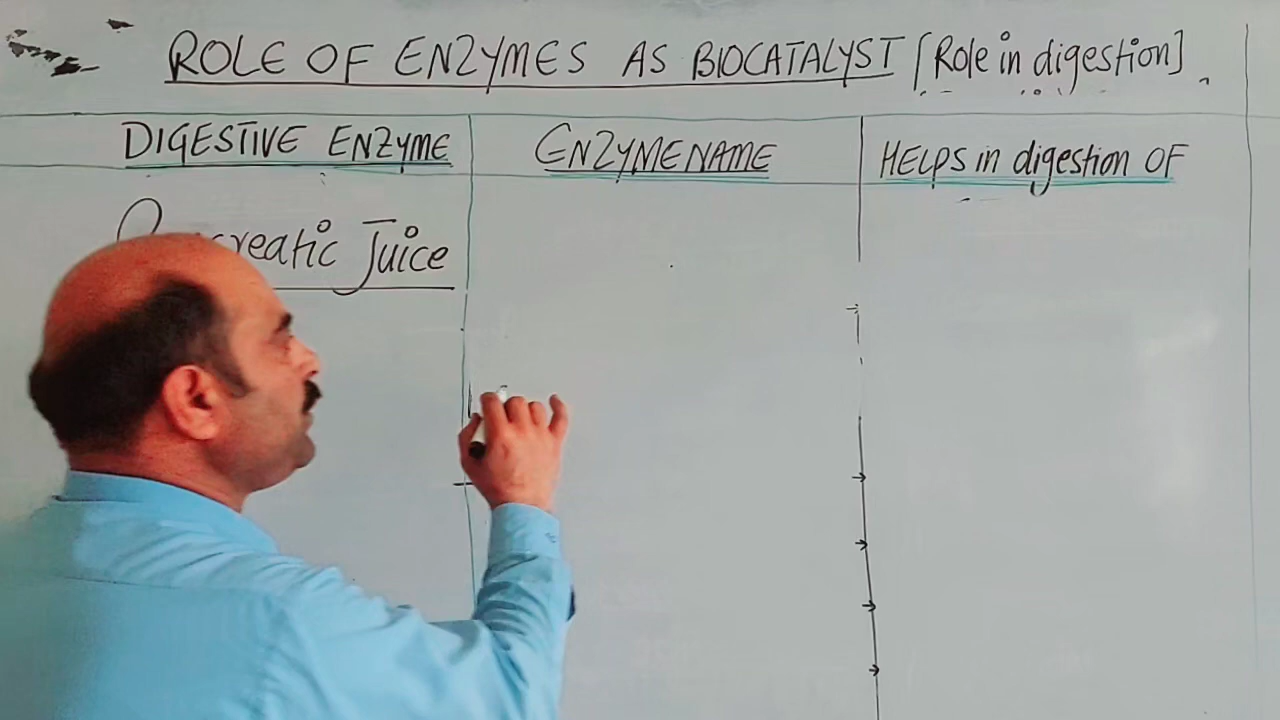 ROLE OF ENZYMES AS BIOCATALYST [Role in digestion]
DIGESTIVE ENZYME
ENZYME NAME
HELPS in digestion OF
Juice